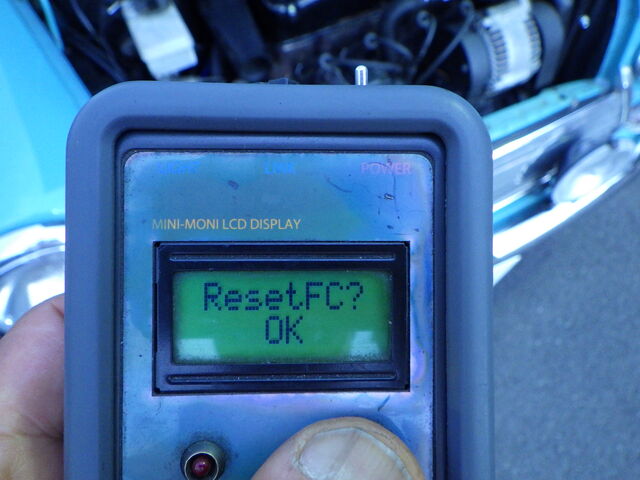 POWER
MINI-MONI LCD DISPLAY
ResetFC?
OK